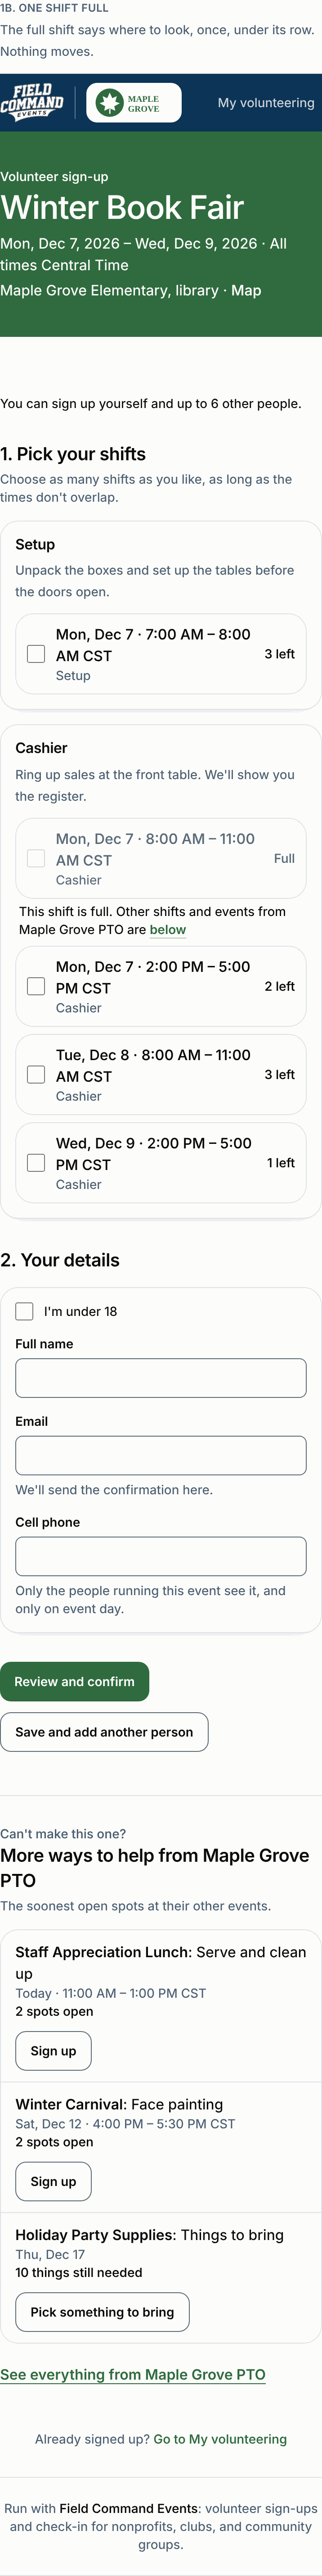 1B. ONE SHIFT FULL
The full shift says where to look, once, under its row.
Nothing moves.
FIELD
COMMAND
EVENTS
MAPLE
GROVE
My volunteering
Volunteer sign-up
Winter Book Fair
Mon, Dec 7, 2026 – Wed, Dec 9, 2026 · All
times Central Time
Maple Grove Elementary, library · Map
You can sign up yourself and up to 6 other people.
1. Pick your shifts
Choose as many shifts as you like, as long as the
times don't overlap.
Setup
Unpack the boxes and set up the tables before
the doors open.
Mon, Dec 7 · 7:00 AM – 8:00
AM CST
3 left
Setup
Cashier
Ring up sales at the front table. We'll show you
the register.
Mon, Dec 7 · 8:00 AM – 11:00
AM CST
Full
Cashier
This shift is full. Other shifts and events from
Maple Grove PTO are below
Mon, Dec 7 · 2:00 PM – 5:00
PM CST
2 left
Cashier
Tue, Dec 8 · 8:00 AM – 11:00
AM CST
3 left
Cashier
Wed, Dec 9 · 2:00 PM – 5:00
PM CST
1 left
Cashier
2. Your details
I'm under 18
Full name
Email
We'll send the confirmation here.
Cell phone
Only the people running this event see it, and
only on event day.
Review and confirm
Save and add another person
Can't make this one?
More ways to help from Maple Grove
PTO
The soonest open spots at their other events.
Staff Appreciation Lunch: Serve and clean
up
Today · 11:00 AM – 1:00 PM CST
2 spots open
Sign up
Winter Carnival: Face painting
Sat, Dec 12 · 4:00 PM – 5:30 PM CST
2 spots open
Sign up
Holiday Party Supplies: Things to bring
Thu, Dec 17
10 things still needed
Pick something to bring
See everything from Maple Grove PTO
Already signed up? Go to My volunteering
Run with Field Command Events: volunteer sign-ups
and check-in for nonprofits, clubs, and community
groups.